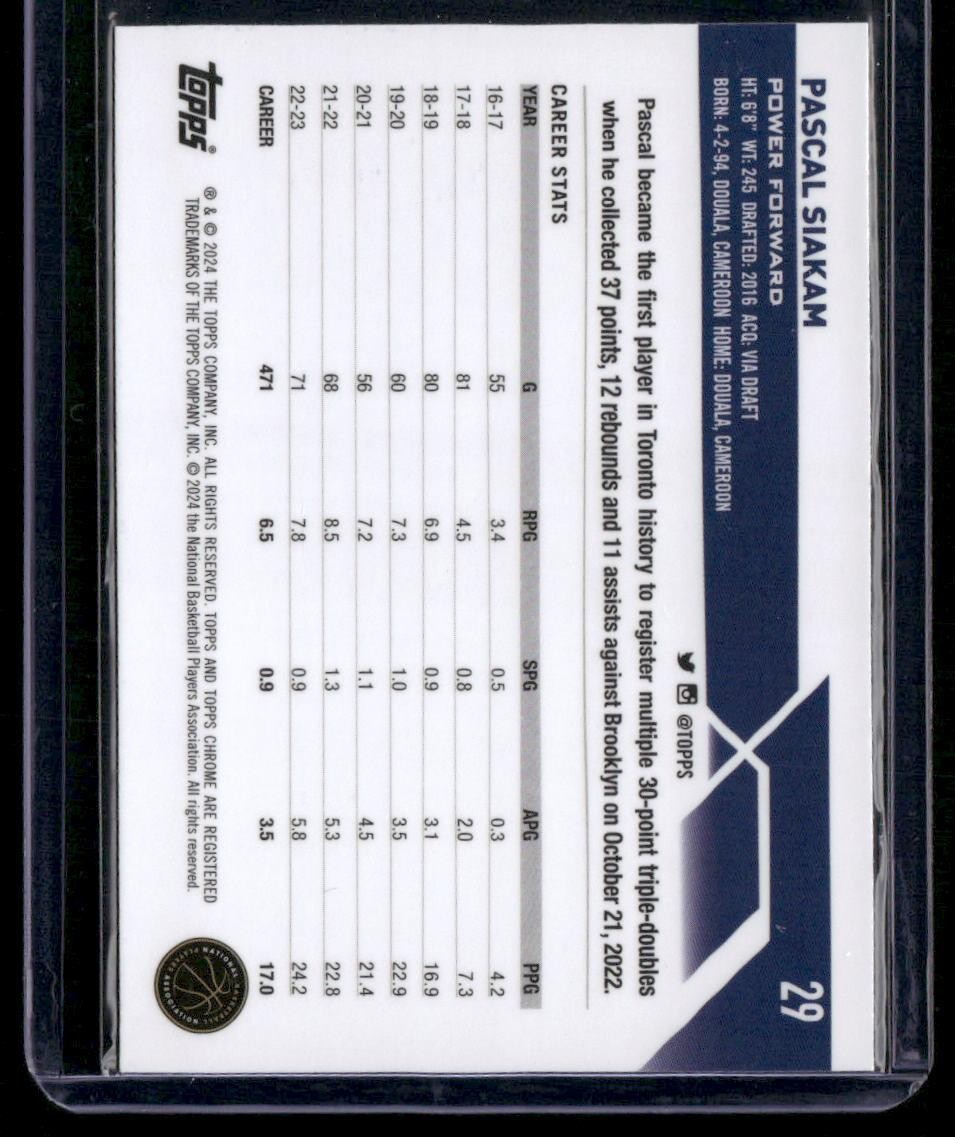 PASCAL SIAKAM
29
POWER FORWARD
HT: 6'8" WT: 245 DRAFTED: 2016 ACQ: VIA DRAFT
BORN: 4-2-94, DOUALA, CAMEROON HOME: DOUALA, CAMEROON
@TOPPS
Pascal became the first player in Toronto history to register multiple 30-point triple-doubles
when he collected 37 points, 12 rebounds and 11 assists against Brooklyn on October 21, 2022.
CAREER STATS
YEAR G RPG SPG APG PPG
16-17 55 3.4 0.5 0.3 4.2
17-18 81 4.5 0.8 2.0 7.3
18-19 80 6.9 0.9 3.1 16.9
19-20 60 7.3 1.0 3.5 22.9
20-21 56 7.2 1.1 4.5 21.4
21-22 68 8.5 1.3 5.3 22.8
22-23 71 7.8 0.9 5.8 24.2
CAREER 471 6.5 0.9 3.5 17.0
topps®
® & © 2024 THE TOPPS COMPANY, INC. ALL RIGHTS RESERVED. TOPPS AND TOPPS CHROME ARE REGISTERED
TRADEMARKS OF THE TOPPS COMPANY, INC. © 2024 the National Basketball Players Association. All rights reserved.
NATIONAL BASKETBALL PLAYERS ASSOCIATION